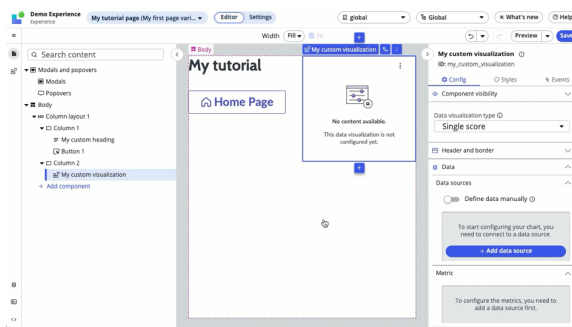 Demo Experience
Experience
My tutorial page (My first page vari...
Editor
Settings
global
Global
What's new
Help
Width
Fill
Fit
Preview
Save
Search content
Modals and popovers
Modals
Popovers
Body
Column layout 1
Column 1
My custom heading
Button 1
Column 2
My custom visualization
+ Add component
Body
My custom visualization
My tutorial
Home Page
No content available.
This data visualization is not
configured yet.
My custom visualization
ID: my_custom_visualization
Config
Styles
Events
Component visibility
Data visualization type
Single score
Header and border
Data
Data sources
Define data manually
To start configuring your chart, you
need to connect to a data source.
+ Add data source
Metric
To configure the metrics, you need to
add a data source first.